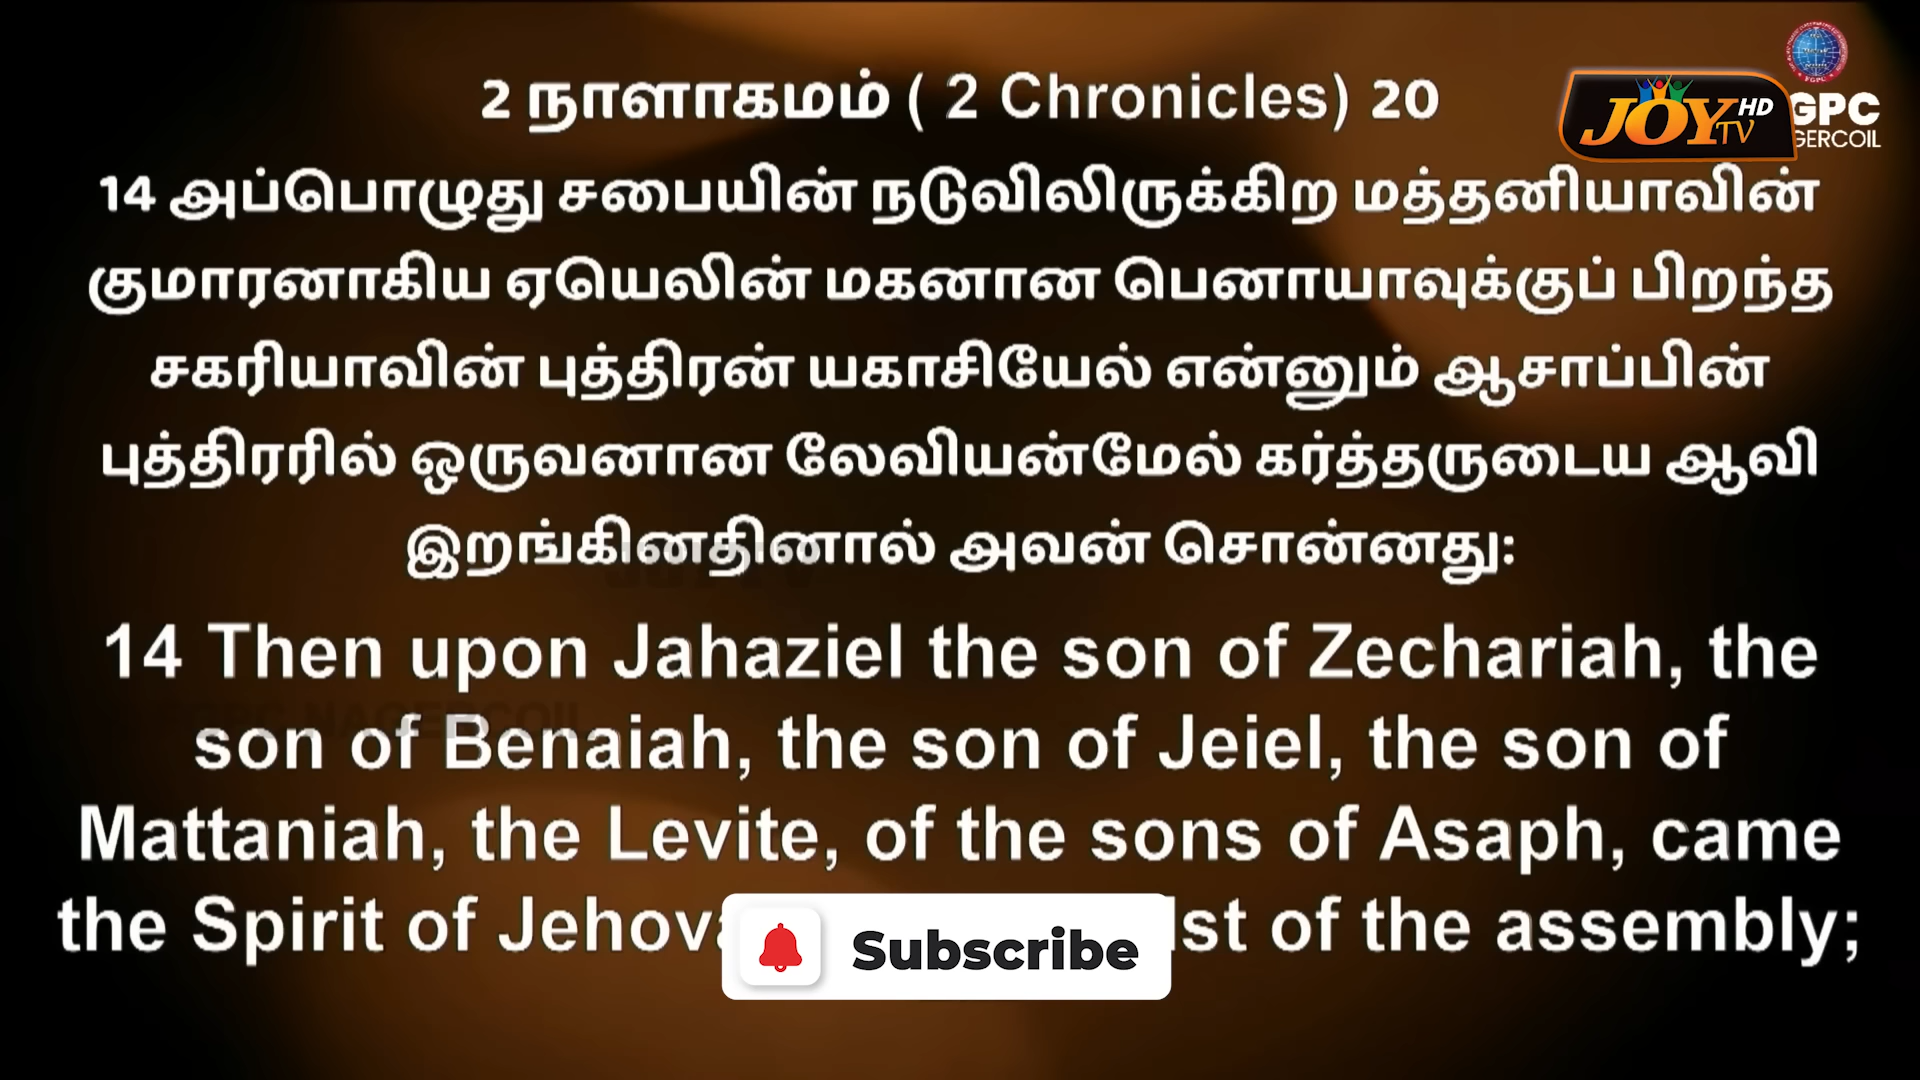 2 நாளாகமம் ( 2 Chronicles) 20
JOY TV HD
GPC
GERCOIL
14 அப்பொழுது சபையின் நடுவிலிருக்கிற மத்தனியாவின்
குமாரனாகிய ஏயெலின் மகனான பெனாயாவுக்குப் பிறந்த
சகரியாவின் புத்திரன் யகாசியேல் என்னும் ஆசாப்பின்
புத்திரரில் ஒருவனான லேவியன்மேல் கர்த்தருடைய ஆவி
இறங்கினதினால் அவன் சொன்னது:
14 Then upon Jahaziel the son of Zechariah, the
son of Benaiah, the son of Jeiel, the son of
Mattaniah, the Levite, of the sons of Asaph, came
the Spirit of Jehova st of the assembly;
Subscribe